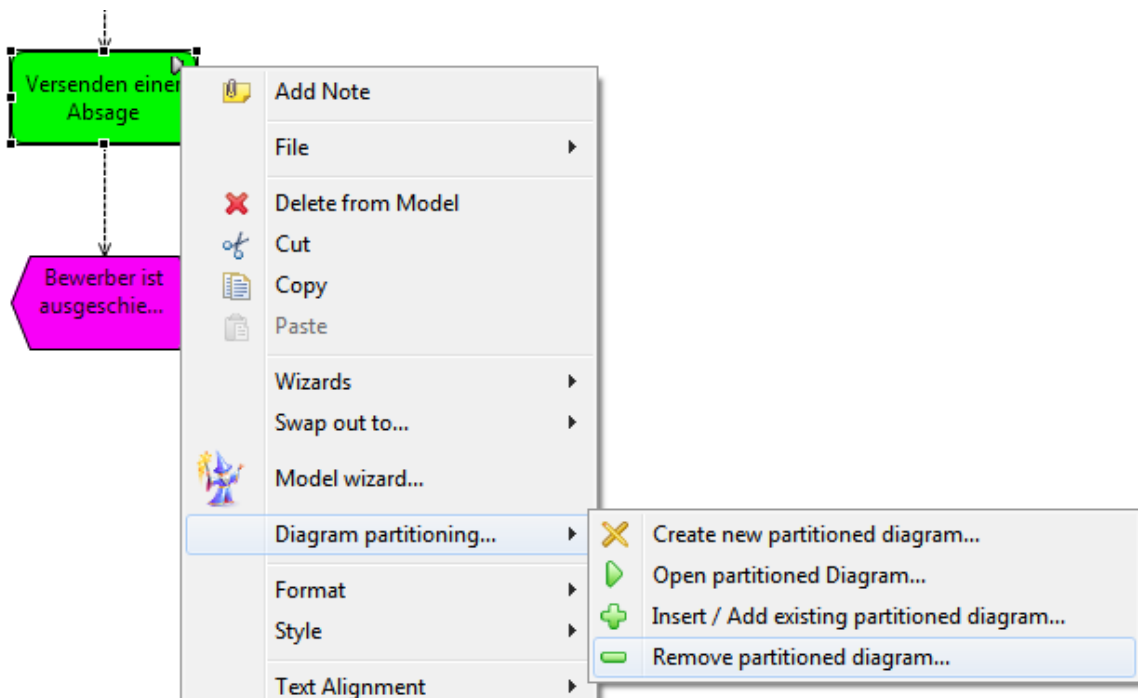 Versenden einer
Absage
Bewerber ist
ausgeschie...
Add Note
File
Delete from Model
Cut
Copy
Paste
Wizards
Swap out to...
Model wizard...
Diagram partitioning...
Format
Style
Text Alignment
Create new partitioned diagram...
Open partitioned Diagram...
Insert / Add existing partitioned diagram...
Remove partitioned diagram...